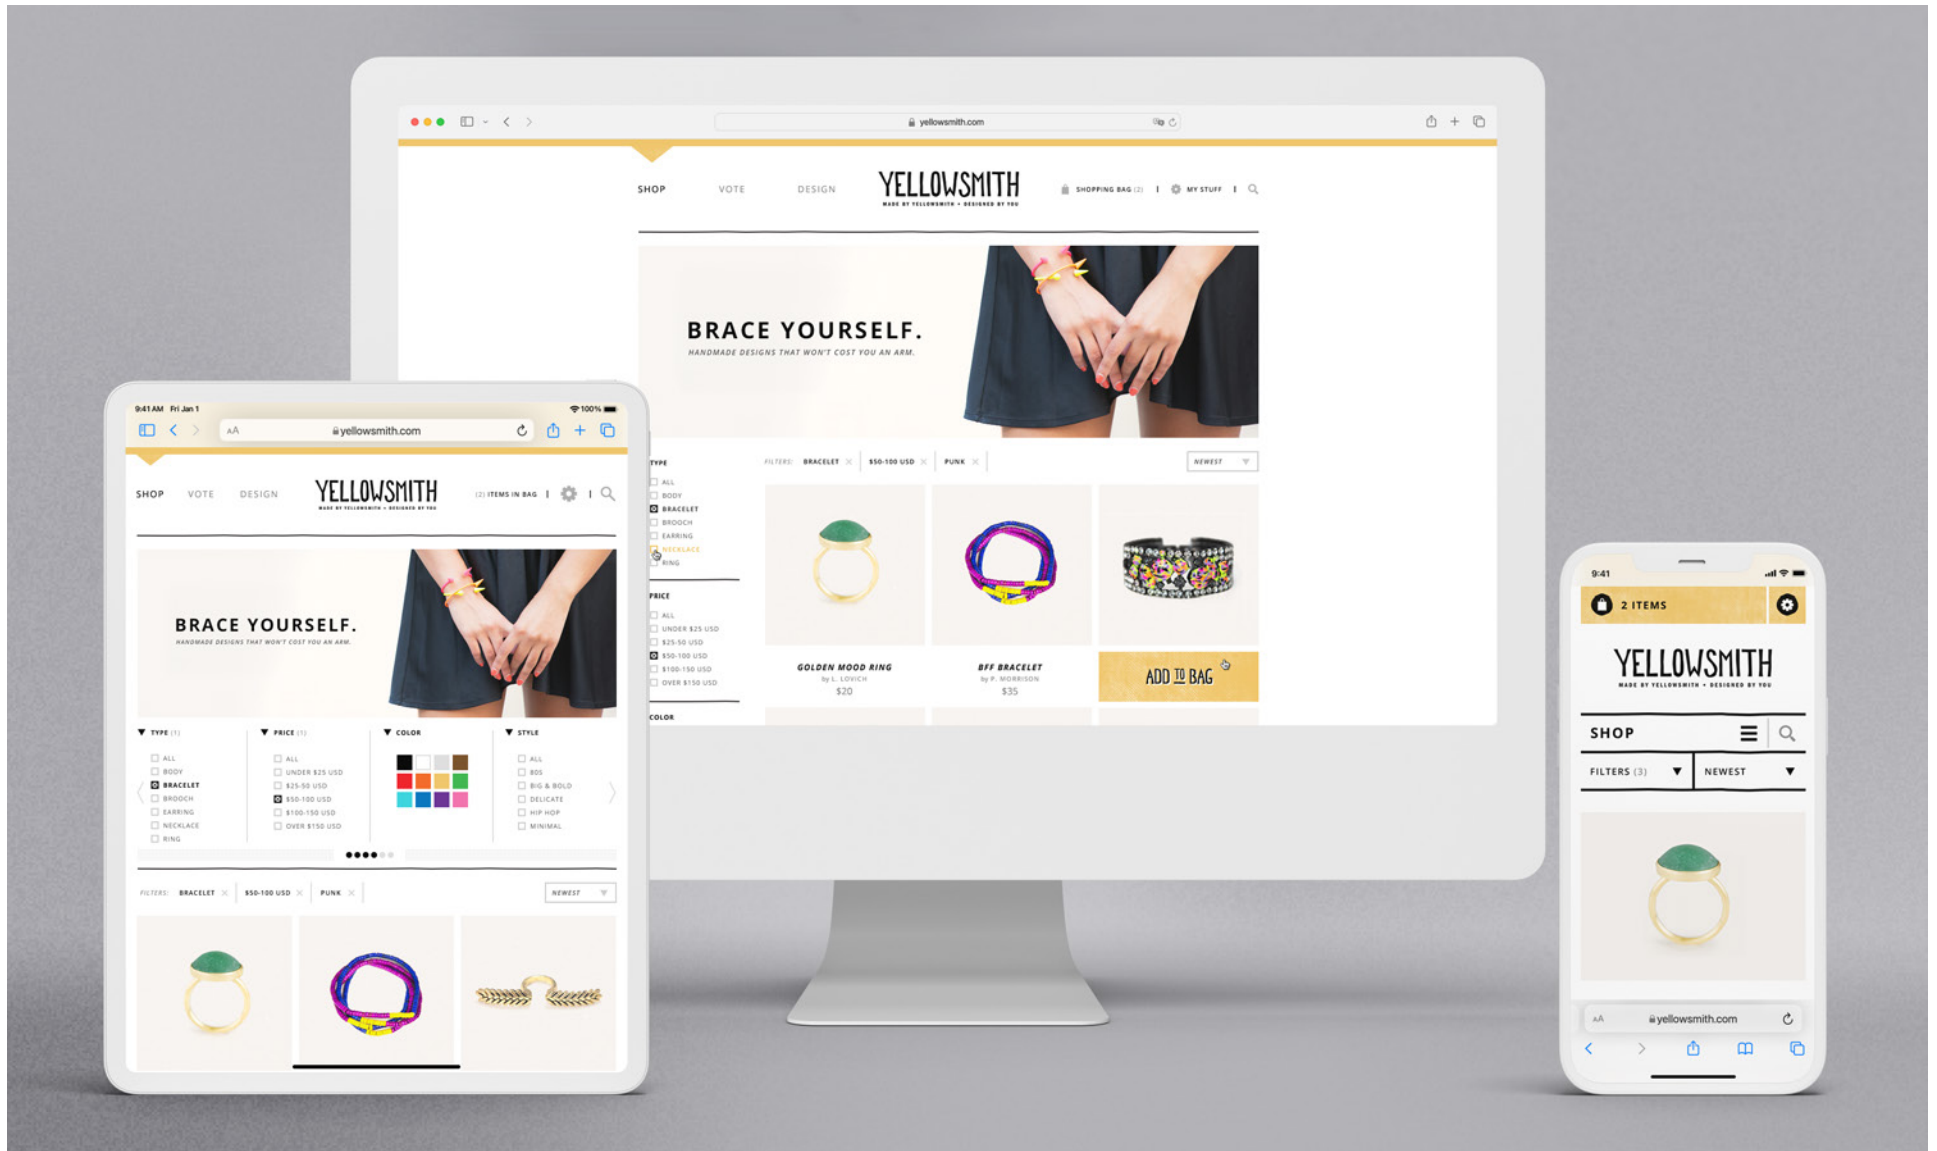 yellowsmith.com
SHOP VOTE DESIGN YELLOWSMITH SHOPPING BAG (2) | MY STUFF |
MADE BY YELLOWSMITH • DESIGNED BY YOU
BRACE YOURSELF.
HANDMADE DESIGNS THAT WON'T COST YOU AN ARM.
TYPE
ALL
BODY
BRACELET
BROOCH
EARRING
NECKLACE
RING
PRICE
ALL
UNDER $25 USD
$25-50 USD
$50-100 USD
$100-150 USD
OVER $150 USD
COLOR
FILTERS: BRACELET × $50-100 USD × PUNK × NEWEST
GOLDEN MOOD RING
by L. LOVICH
$20
BFF BRACELET
by P. MORRISON
$35
ADD TO BAG
9:41 AM Fri Jan 1 100%
AA yellowsmith.com
SHOP VOTE DESIGN YELLOWSMITH (2) ITEMS IN BAG | |
MADE BY YELLOWSMITH • DESIGNED BY YOU
BRACE YOURSELF.
HANDMADE DESIGNS THAT WON'T COST YOU AN ARM.
TYPE (1)
ALL
BODY
BRACELET
BROOCH
EARRING
NECKLACE
RING
PRICE (1)
ALL
UNDER $25 USD
$25-50 USD
$50-100 USD
$100-150 USD
OVER $150 USD
COLOR
STYLE
ALL
80S
BIG & BOLD
DELICATE
HIP HOP
MINIMAL
FILTERS: BRACELET × $50-100 USD × PUNK × NEWEST
9:41
2 ITEMS
YELLOWSMITH
MADE BY YELLOWSMITH • DESIGNED BY YOU
SHOP
FILTERS (3) NEWEST
AA yellowsmith.com